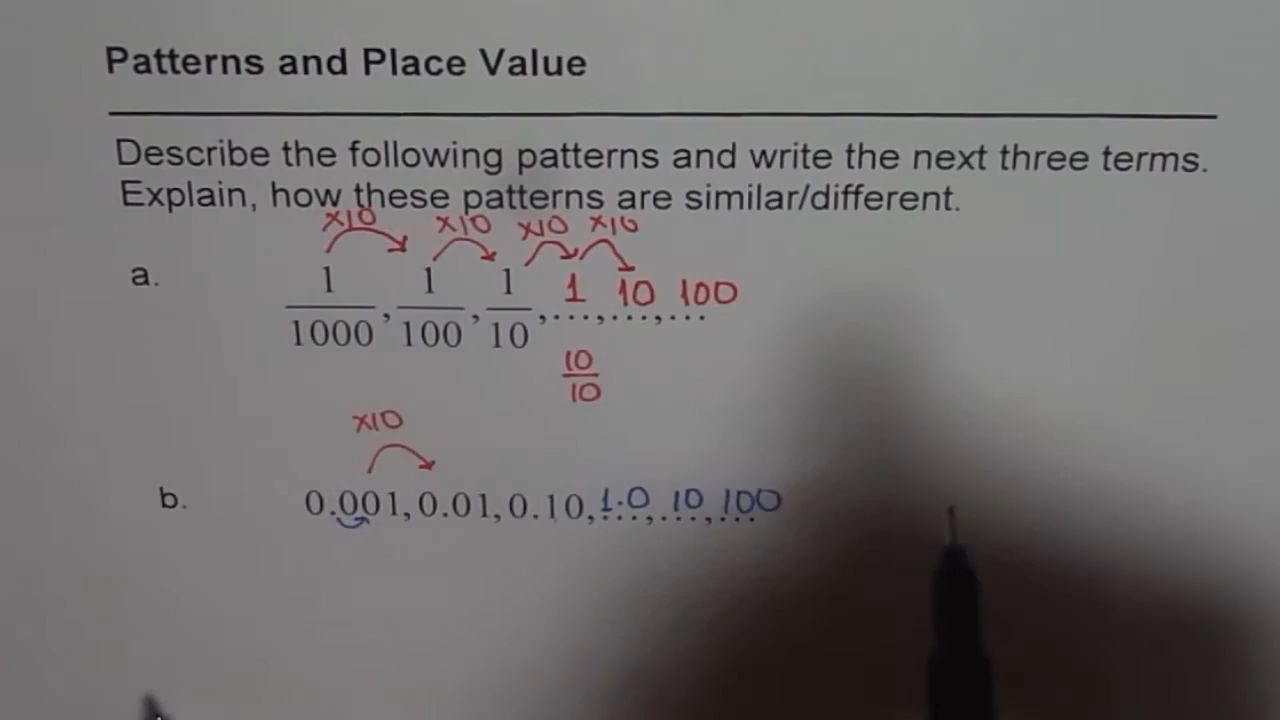 Patterns and Place Value
Describe the following patterns and write the next three terms.
Explain, how these patterns are similar/different.
×10 ×10 ×10 ×10
a. 1/1000, 1/100, 1/10, 1..., 10..., 100...
10/10
×10
b. 0.001, 0.01, 0.10, 1.0..., 10..., 100...